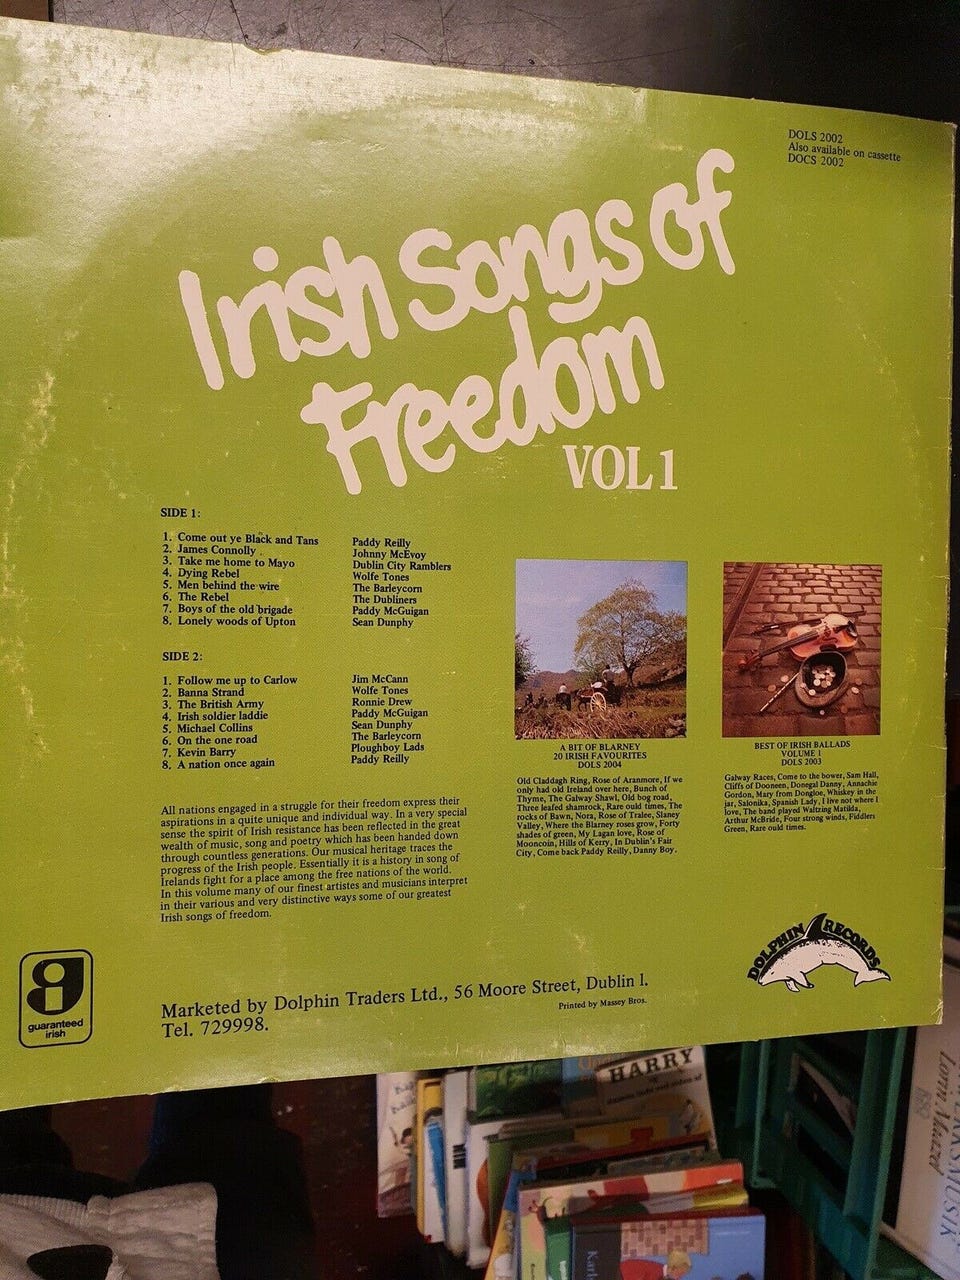 DOLS 2002
Also available on cassette
DOCS 2002
Irish Songs of
Freedom
VOL 1
SIDE 1:
1. Come out ye Black and Tans Paddy Reilly
2. James Connolly Johnny McEvoy
3. Take me home to Mayo Dublin City Ramblers
4. Dying Rebel Wolfe Tones
5. Men behind the wire The Barleycorn
6. The Rebel The Dubliners
7. Boys of the old brigade Paddy McGuigan
8. Lonely woods of Upton Sean Dunphy
SIDE 2:
1. Follow me up to Carlow Jim McCann
2. Banna Strand Wolfe Tones
3. The British Army Ronnie Drew
4. Irish soldier laddie Paddy McGuigan
5. Michael Collins Sean Dunphy
6. On the one road The Barleycorn
7. Kevin Barry Ploughboy Lads
8. A nation once again Paddy Reilly
All nations engaged in a struggle for their freedom express their
aspirations in a quite unique and individual way. In a very special
sense the spirit of Irish resistance has been reflected in the great
wealth of music, song and poetry which has been handed down
through countless generations. Our musical heritage traces the
progress of the Irish people. Essentially it is a history in song of
Irelands fight for a place among the free nations of the world.
In this volume many of our finest artistes and musicians interpret
in their various and very distinctive ways some of our greatest
Irish songs of freedom.
A BIT OF BLARNEY
20 IRISH FAVOURITES
DOLS 2004
Old Claddagh Ring, Rose of Aranmore, If we
only had old Ireland over here, Bunch of
Thyme, The Galway Shawl, Old bog road,
Three leafed shamrock, Rare ould times, The
rocks of Bawn, Nora, Rose of Tralee, Slaney
Valley, Where the Blarney roses grow, Forty
shades of green, My Lagan love, Rose of
Mooncoin, Hills of Kerry, In Dublin's Fair
City, Come back Paddy Reilly, Danny Boy.
BEST OF IRISH BALLADS
VOLUME 1
DOLS 2003
Galway Races, Come to the bower, Sam Hall,
Cliffs of Dooneen, Donegal Danny, Annachie
Gordon, Mary from Dongloe, Whiskey in the
jar, Salonika, Spanish Lady, I live not where I
love, The band played Waltzing Matilda,
Arthur McBride, Four strong winds, Fiddlers
Green, Rare ould times.
DOLPHIN RECORDS
guaranteed
irish
Marketed by Dolphin Traders Ltd., 56 Moore Street, Dublin 1.
Tel. 729998.
Printed by Massey Bros.
HARRY